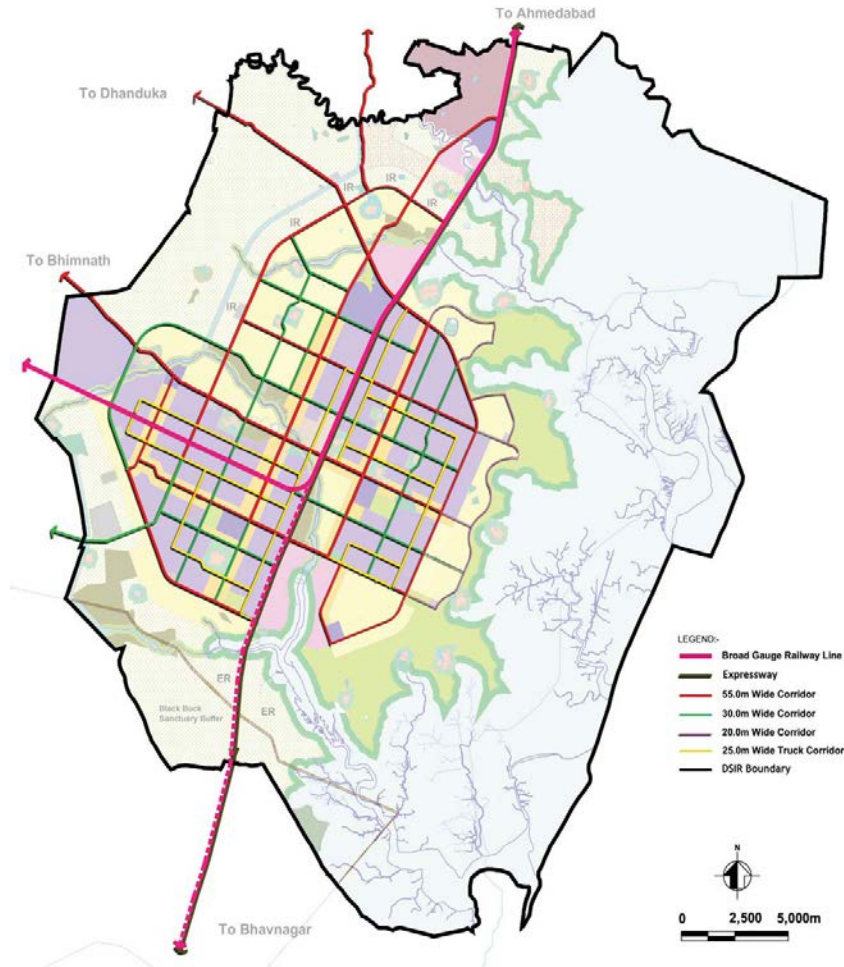 To Ahmedabad
To Dhanduka
IR
IR
IR
IR
To Bhimnath
IR
LEGEND:-
Broad Gauge Railway Line
Expressway
55.0m Wide Corridor
30.0m Wide Corridor
20.0m Wide Corridor
25.0m Wide Truck Corridor
DSIR Boundary
ER
Black Buck
Sanctuary Buffer
ER
N
0 2,500 5,000m
To Bhavnagar